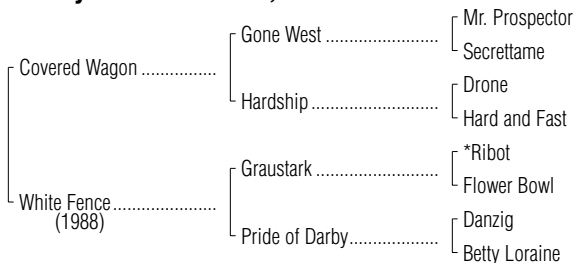 Mr. Prospector
Gone West
Secrettame
Covered Wagon
Drone
Hardship
Hard and Fast
*Ribot
Graustark
Flower Bowl
White Fence
(1988)
Danzig
Pride of Darby
Betty Loraine